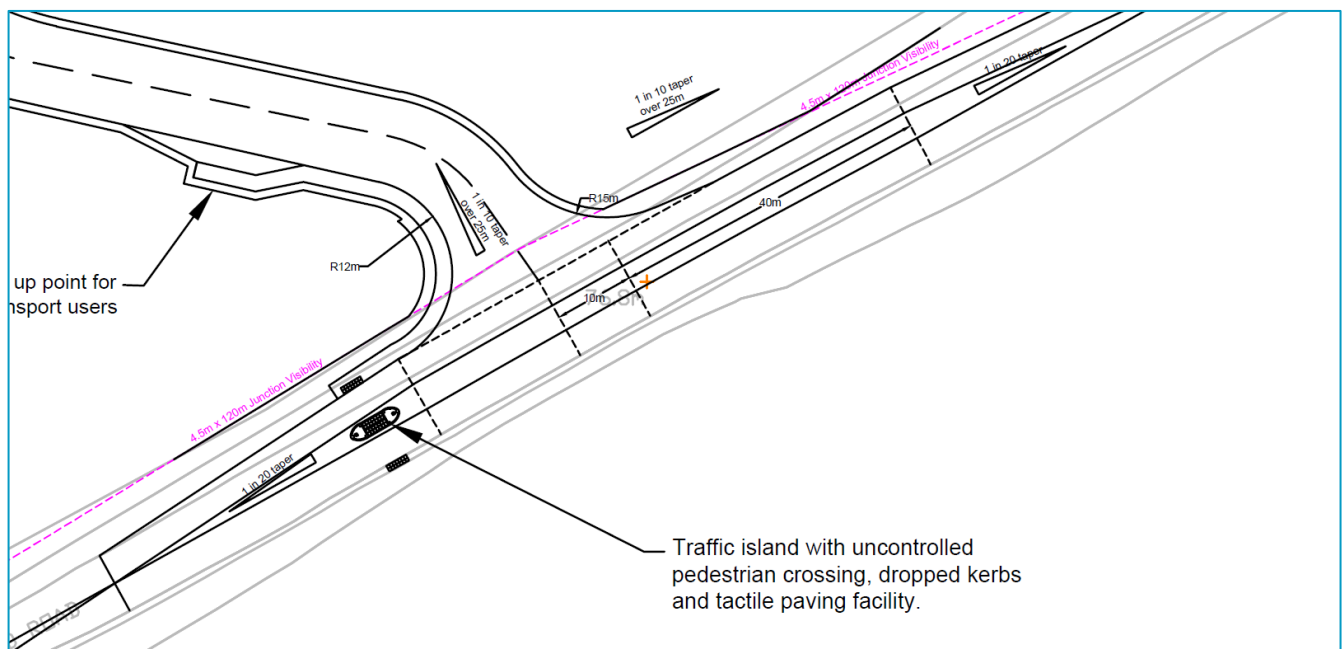 1 in 10 taper
over 25m
4.5m x 120m Junction Visibility
1 in 20 taper
1 in 10 taper
over 25m
R15m
40m
R12m
up point for
nsport users
10m
4.5m x 120m Junction Visibility
1 in 20 taper
Traffic island with uncontrolled
pedestrian crossing, dropped kerbs
and tactile paving facility.
ROAD